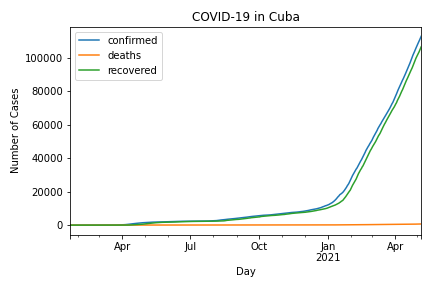 COVID-19 in Cuba
confirmed
deaths
recovered
Number of Cases
100000
80000
60000
40000
20000
0
Apr
Jul
Oct
Jan
2021
Apr
Day